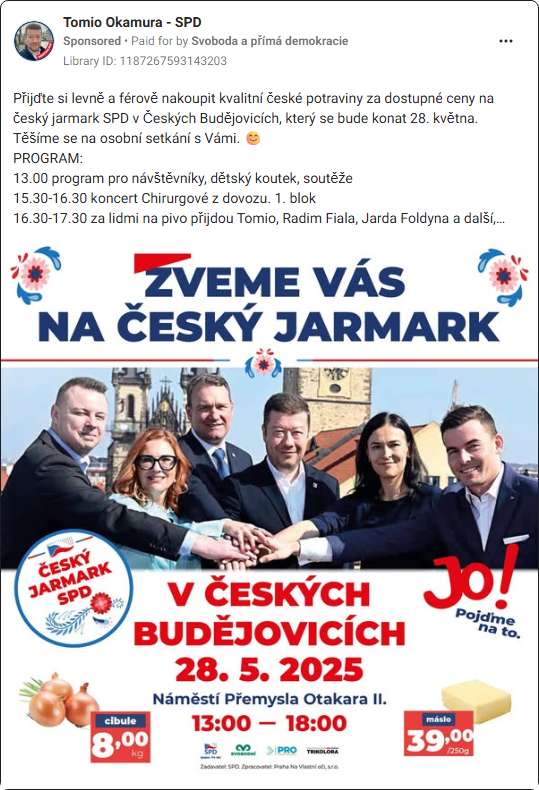 Tomio Okamura - SPD
Sponsored • Paid for by Svoboda a přímá demokracie
Library ID: 1187267593143203
Přijďte si levně a férově nakoupit kvalitní české potraviny za dostupné ceny na
český jarmark SPD v Českých Budějovicích, který se bude konat 28. května.
Těšíme se na osobní setkání s Vámi. 😊
PROGRAM:
13.00 program pro návštěvníky, dětský koutek, soutěže
15.30-16.30 koncert Chirurgové z dovozu. 1. blok
16.30-17.30 za lidmi na pivo přijdou Tomio, Radim Fiala, Jarda Foldyna a další,...
ZVEME VÁS
NA ČESKÝ JARMARK
ČESKÝ
JARMARK
SPD
Jo!
Pojďme
na to.
V ČESKÝCH
BUDĚJOVICÍCH
28. 5. 2025
Náměstí Přemysla Otakara II.
13:00 — 18:00
cibule
8,00
kg
máslo
39,00
/250g
SPD
SVOBODNÍ
PRO
TRIKOLORA
Zadavatel: SPD. Zpracovatel: Praha Na Vlastní oči, s.r.o.